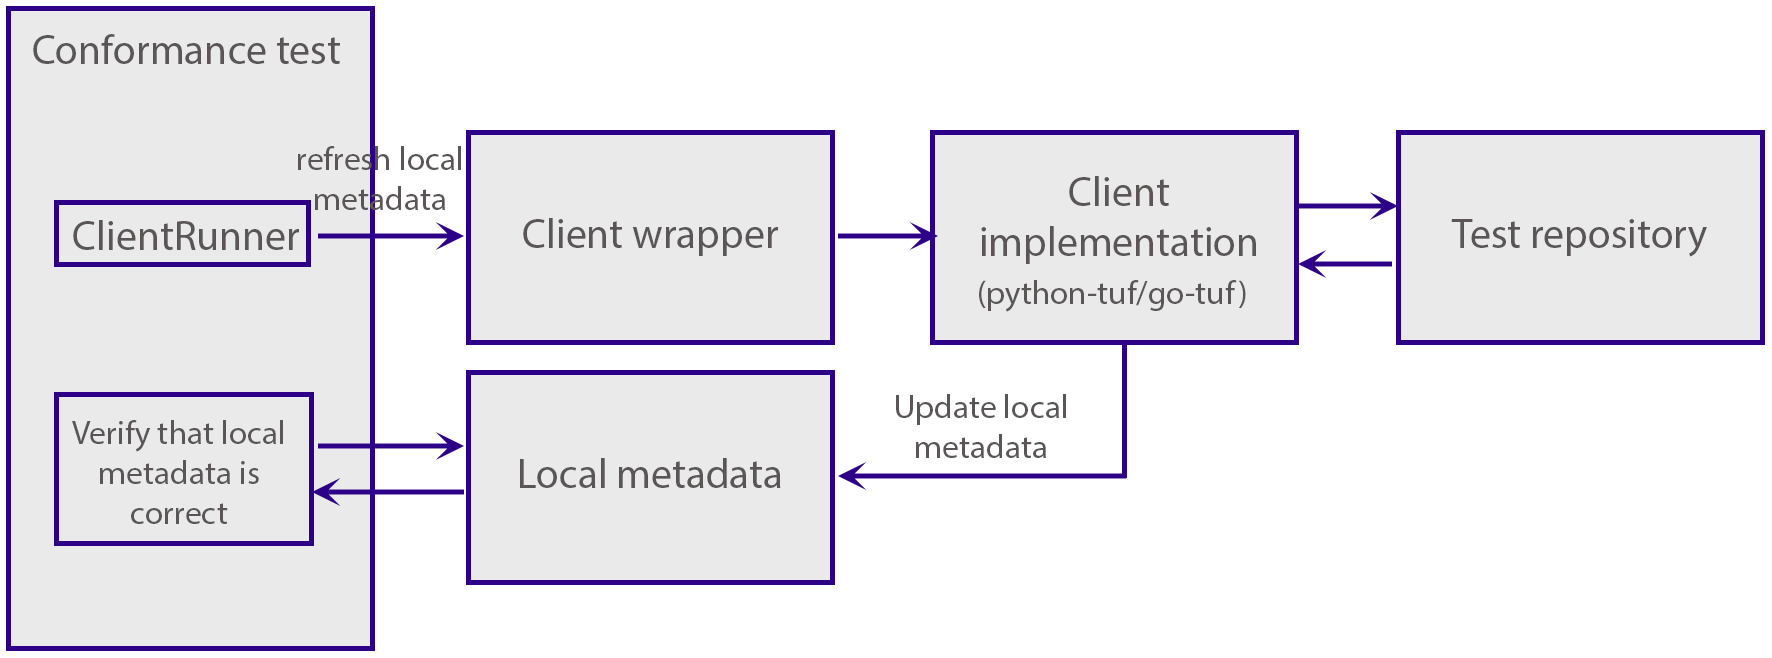 Conformance test
refresh local
metadata
ClientRunner
Client wrapper
Client
implementation
(python-tuf/go-tuf)
Test repository
Verify that local
metadata is
correct
Local metadata
Update local
metadata